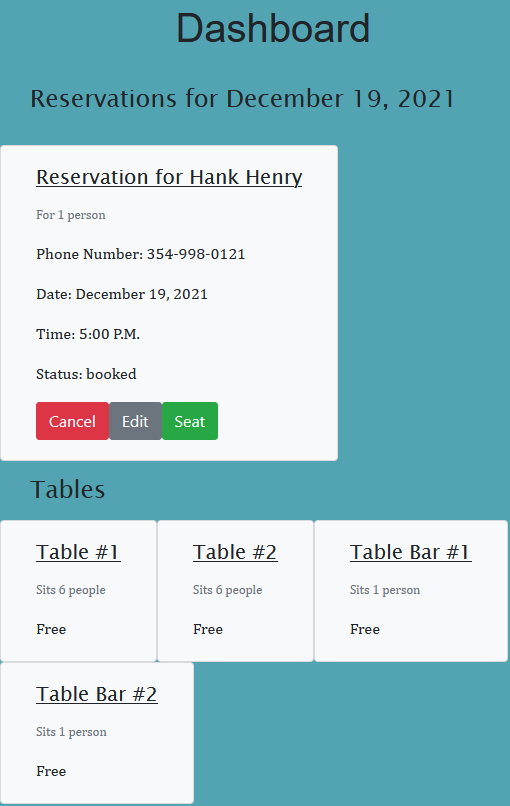 Dashboard
Reservations for December 19, 2021
Reservation for Hank Henry
For 1 person
Phone Number: 354-998-0121
Date: December 19, 2021
Time: 5:00 P.M.
Status: booked
Cancel Edit Seat
Tables
Table #1 Table #2 Table Bar #1
Sits 6 people Sits 6 people Sits 1 person
Free Free Free
Table Bar #2
Sits 1 person
Free